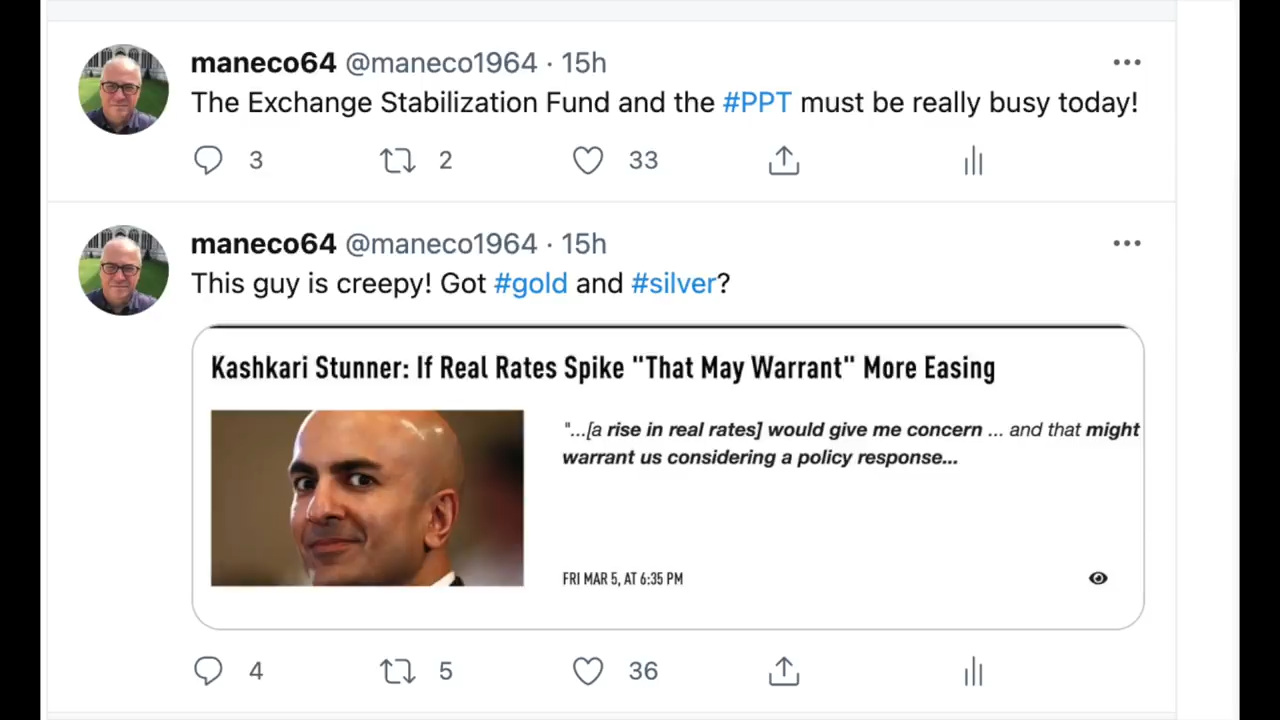 maneco64 @maneco1964 · 15h
The Exchange Stabilization Fund and the #PPT must be really busy today!
3 2 33
maneco64 @maneco1964 · 15h
This guy is creepy! Got #gold and #silver?
Kashkari Stunner: If Real Rates Spike "That May Warrant" More Easing
"...[a rise in real rates] would give me concern ... and that might
warrant us considering a policy response...
FRI MAR 5, AT 6:35 PM
4 5 36